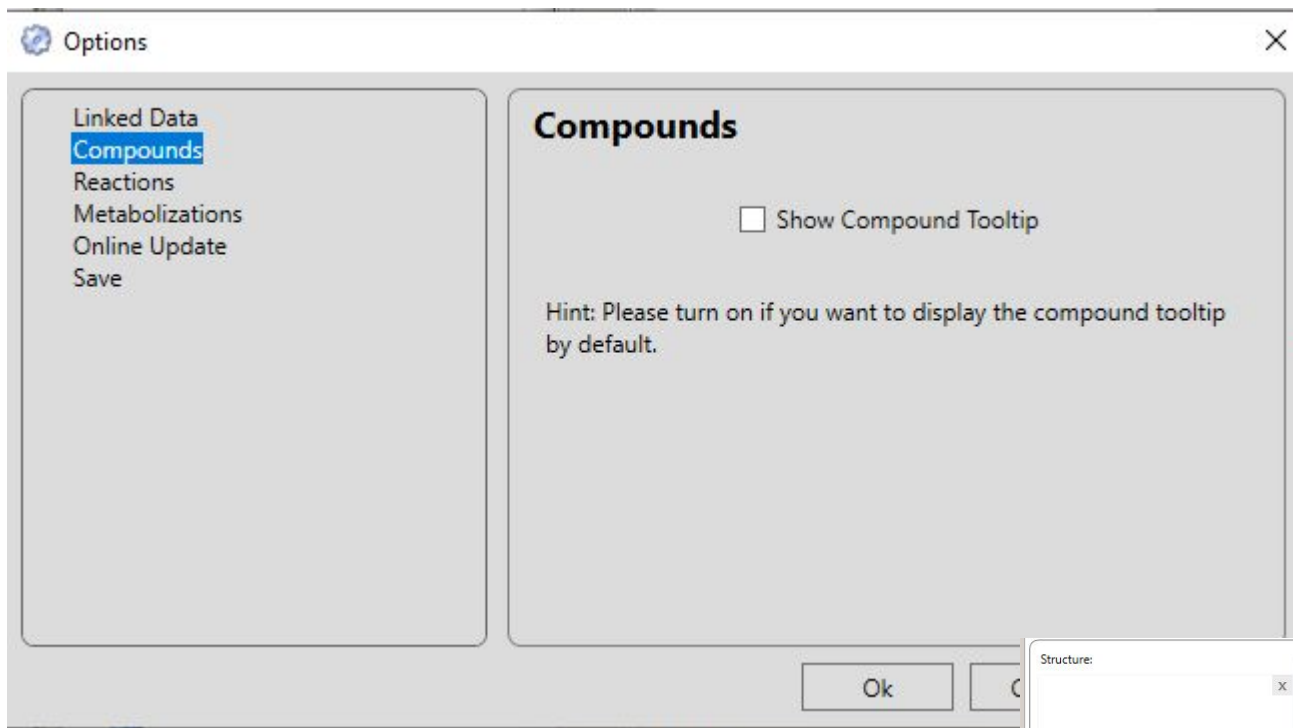 Options
Linked Data
Compounds
Reactions
Metabolizations
Online Update
Save
Compounds
Show Compound Tooltip
Hint: Please turn on if you want to display the compound tooltip
by default.
Ok
Structure:
x